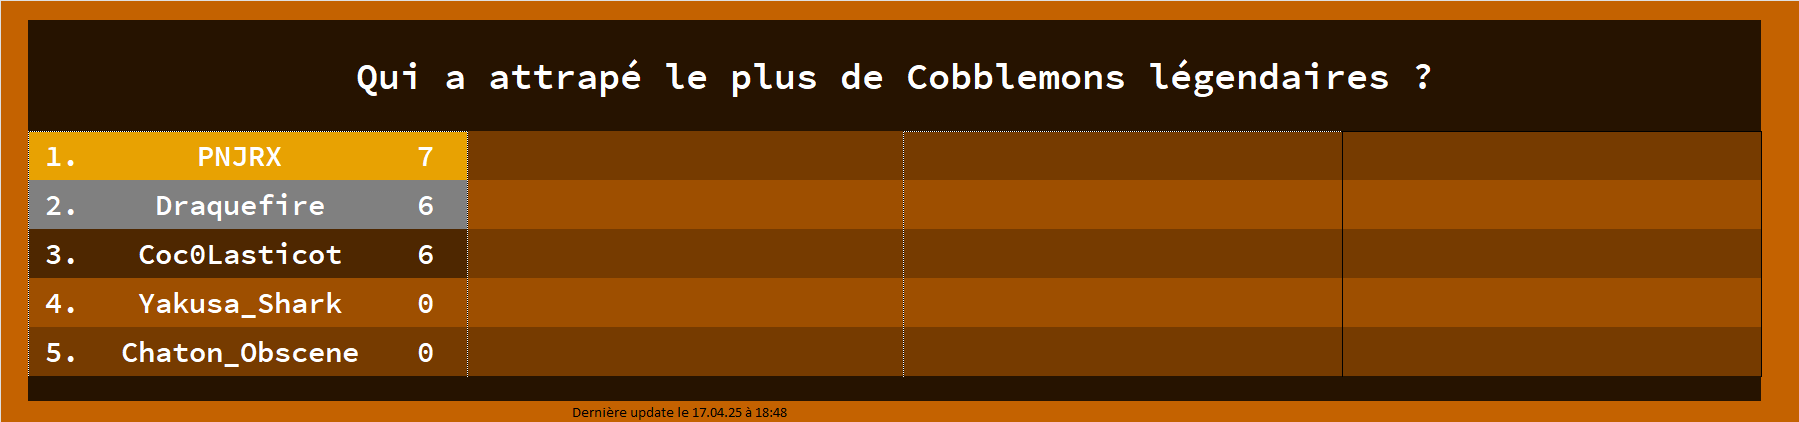 Qui a attrapé le plus de Cobblemons légendaires ?
1. PNJRX 7
2. Draquefire 6
3. Coc0Lasticot 6
4. Yakusa_Shark 0
5. Chaton_Obscene 0
Dernière update le 17.04.25 à 18:48